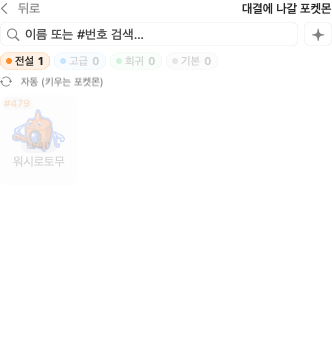 뒤로
대결에 나갈 포켓몬
이름 또는 #번호 검색...
전설 1
고급 0
희귀 0
기본 0
자동 (키우는 포켓몬)
#479
워시로토무